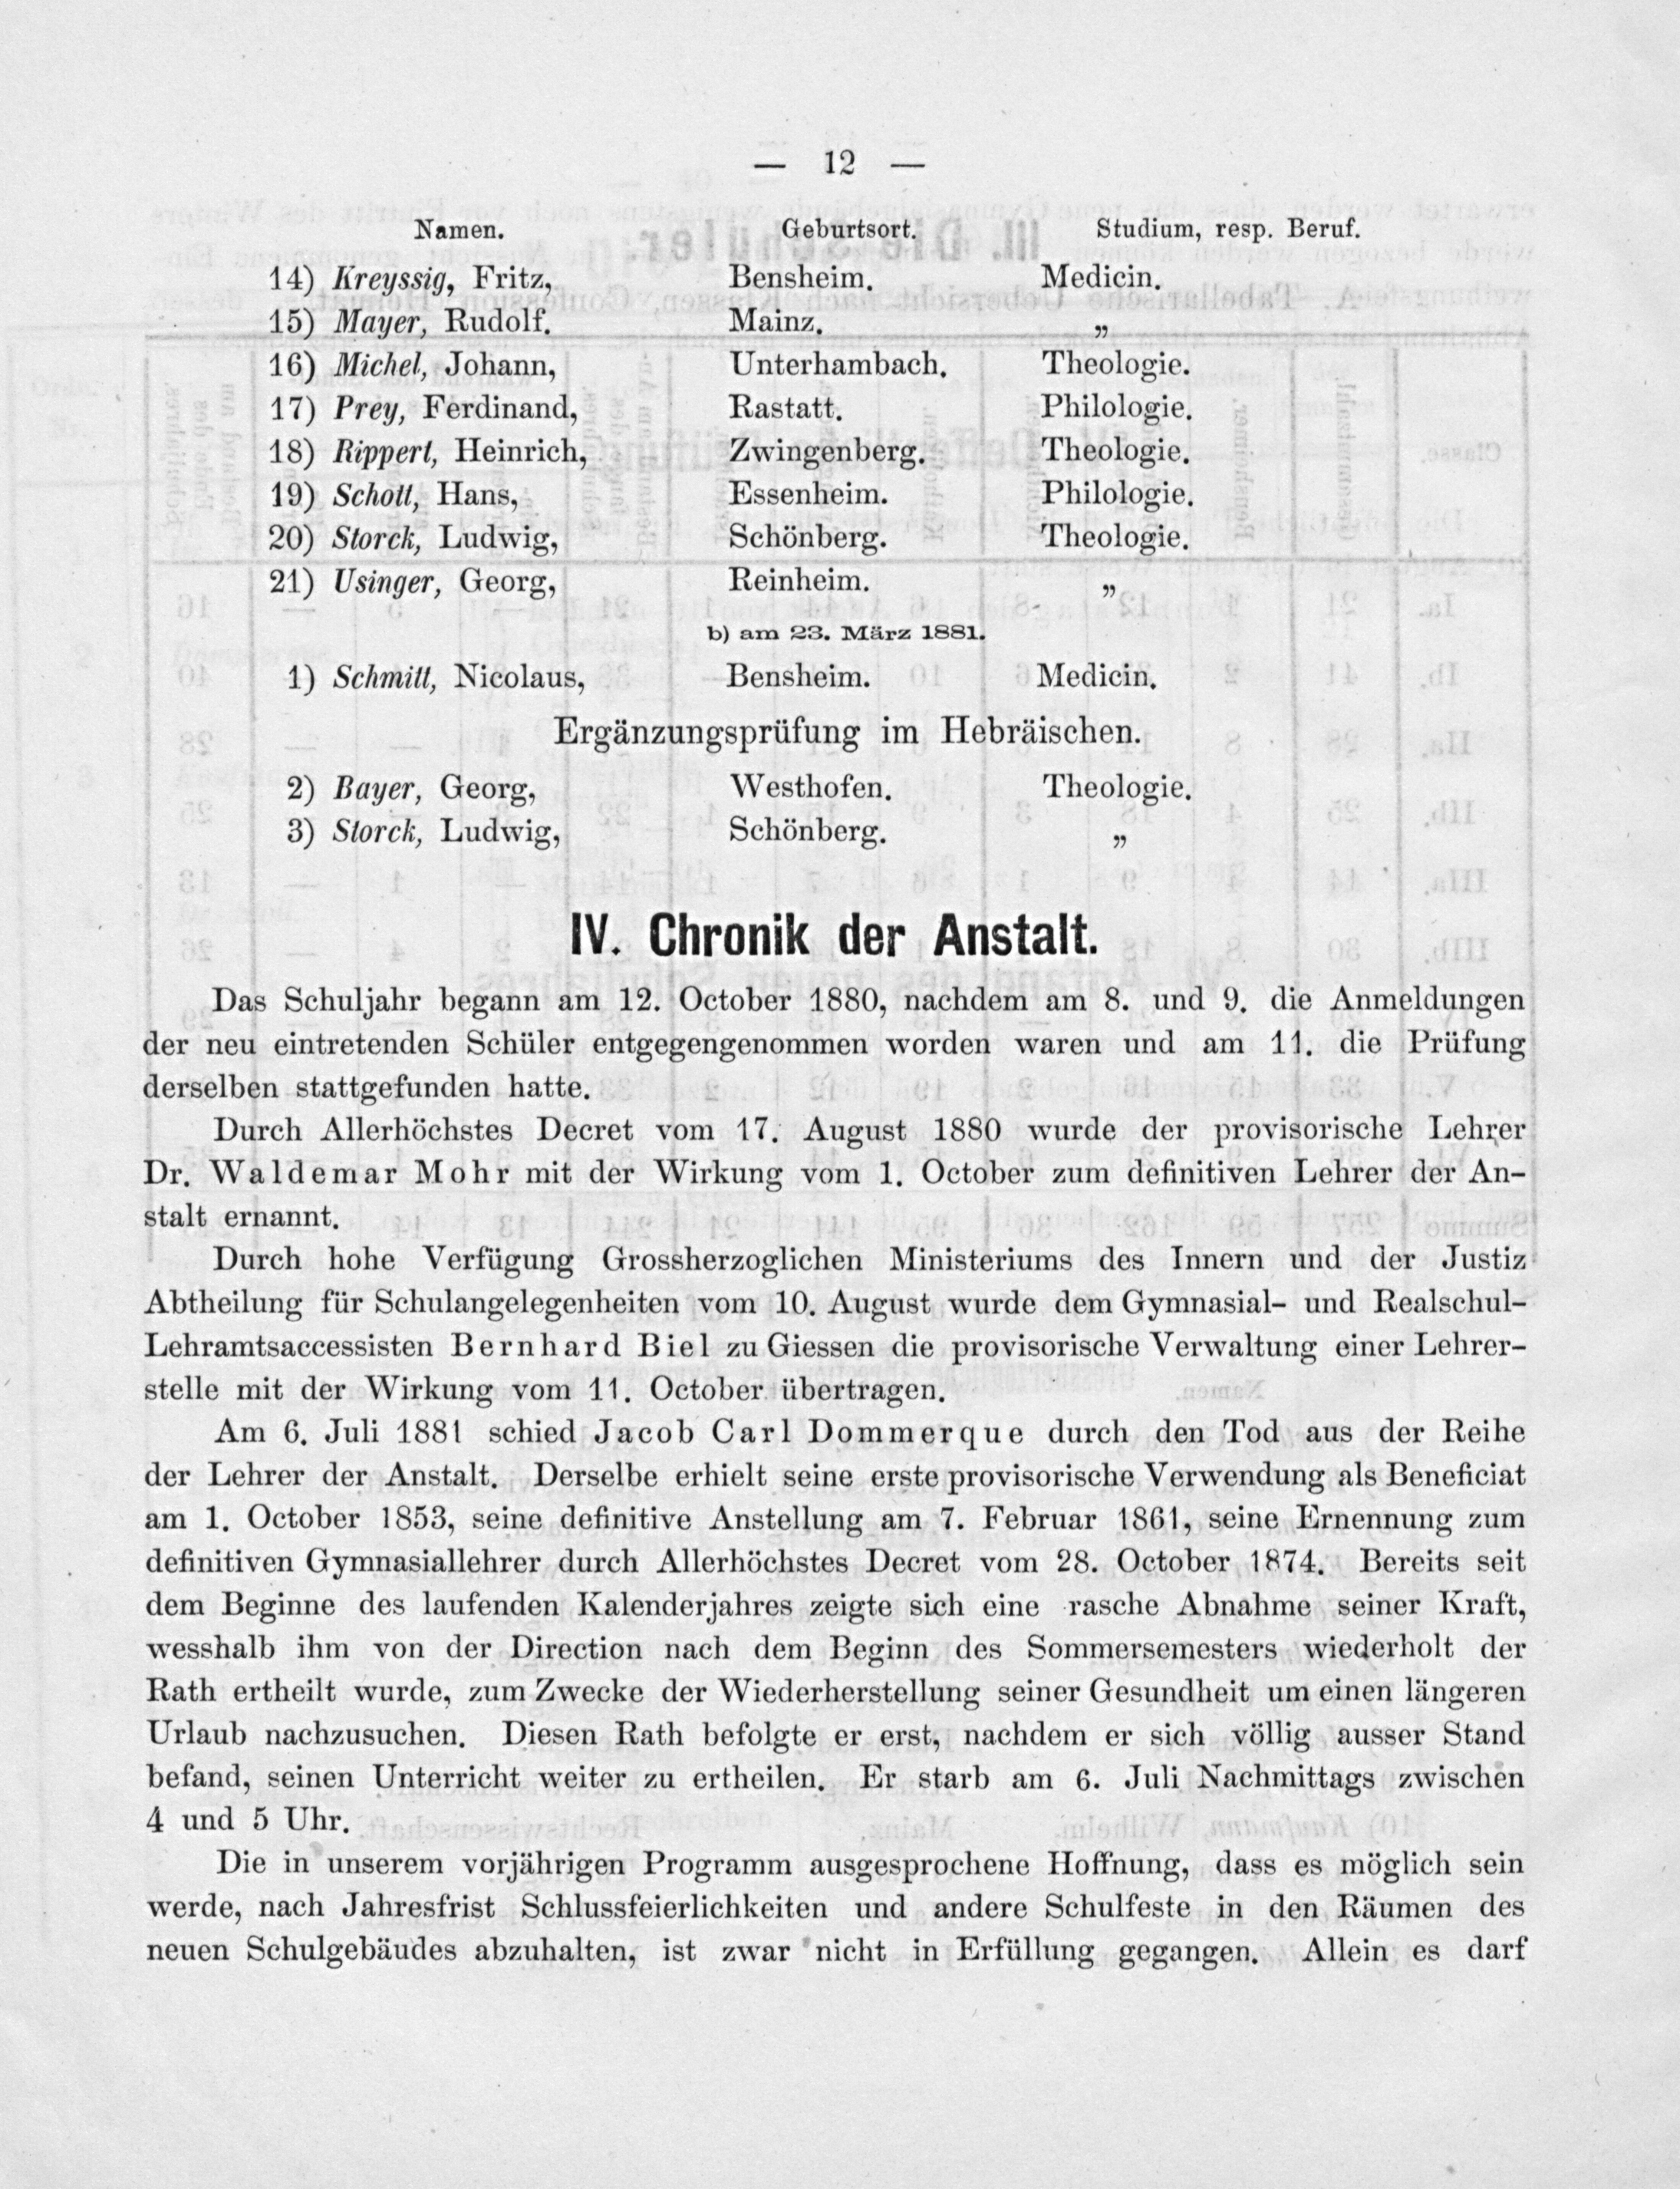 — 12 —
Namen. Geburtsort. Studium, resp. Beruf.
14) Kreyssig, Fritz, Bensheim. Medicin.
15) Mayer, Rudolf. Mainz. „
16) Michel, Johann, Unterhambach. Theologie.
17) Prey, Ferdinand, Rastatt. Philologie.
18) Rippert, Heinrich, Zwingenberg. Theologie.
19) Schott, Hans, Essenheim. Philologie.
20) Storck, Ludwig, Schönberg. Theologie.
21) Usinger, Georg, Reinheim. „
b) am 23. März 1881.
1) Schmitt, Nicolaus, Bensheim. Medicin.
Ergänzungsprüfung im Hebräischen.
2) Bayer, Georg, Westhofen. Theologie.
3) Storck, Ludwig, Schönberg. „
IV. Chronik der Anstalt.
Das Schuljahr begann am 12. October 1880, nachdem am 8. und 9. die Anmeldungen
der neu eintretenden Schüler entgegengenommen worden waren und am 11. die Prüfung
derselben stattgefunden hatte.
Durch Allerhöchstes Decret vom 17. August 1880 wurde der provisorische Lehrer
Dr. Waldemar Mohr mit der Wirkung vom 1. October zum definitiven Lehrer der An-
stalt ernannt.
Durch hohe Verfügung Grossherzoglichen Ministeriums des Innern und der Justiz
Abtheilung für Schulangelegenheiten vom 10. August wurde dem Gymnasial- und Realschul-
Lehramtsaccessisten Bernhard Biel zu Giessen die provisorische Verwaltung einer Lehrer-
stelle mit der Wirkung vom 11. October übertragen.
Am 6. Juli 1881 schied Jacob Carl Dommerque durch den Tod aus der Reihe
der Lehrer der Anstalt. Derselbe erhielt seine erste provisorische Verwendung als Beneficiat
am 1. October 1853, seine definitive Anstellung am 7. Februar 1861, seine Ernennung zum
definitiven Gymnasiallehrer durch Allerhöchstes Decret vom 28. October 1874. Bereits seit
dem Beginne des laufenden Kalenderjahres zeigte sich eine rasche Abnahme seiner Kraft,
wesshalb ihm von der Direction nach dem Beginn des Sommersemesters wiederholt der
Rath ertheilt wurde, zum Zwecke der Wiederherstellung seiner Gesundheit um einen längeren
Urlaub nachzusuchen. Diesen Rath befolgte er erst, nachdem er sich völlig ausser Stand
befand, seinen Unterricht weiter zu ertheilen. Er starb am 6. Juli Nachmittags zwischen
4 und 5 Uhr.
Die in unserem vorjährigen Programm ausgesprochene Hoffnung, dass es möglich sein
werde, nach Jahresfrist Schlussfeierlichkeiten und andere Schulfeste in den Räumen des
neuen Schulgebäudes abzuhalten, ist zwar nicht in Erfüllung gegangen. Allein es darf